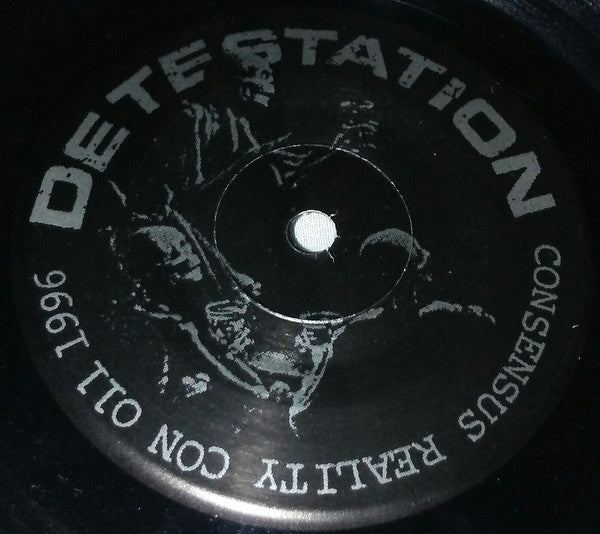 DETESTATION
CONSENSUS REALITY CON 011 1996